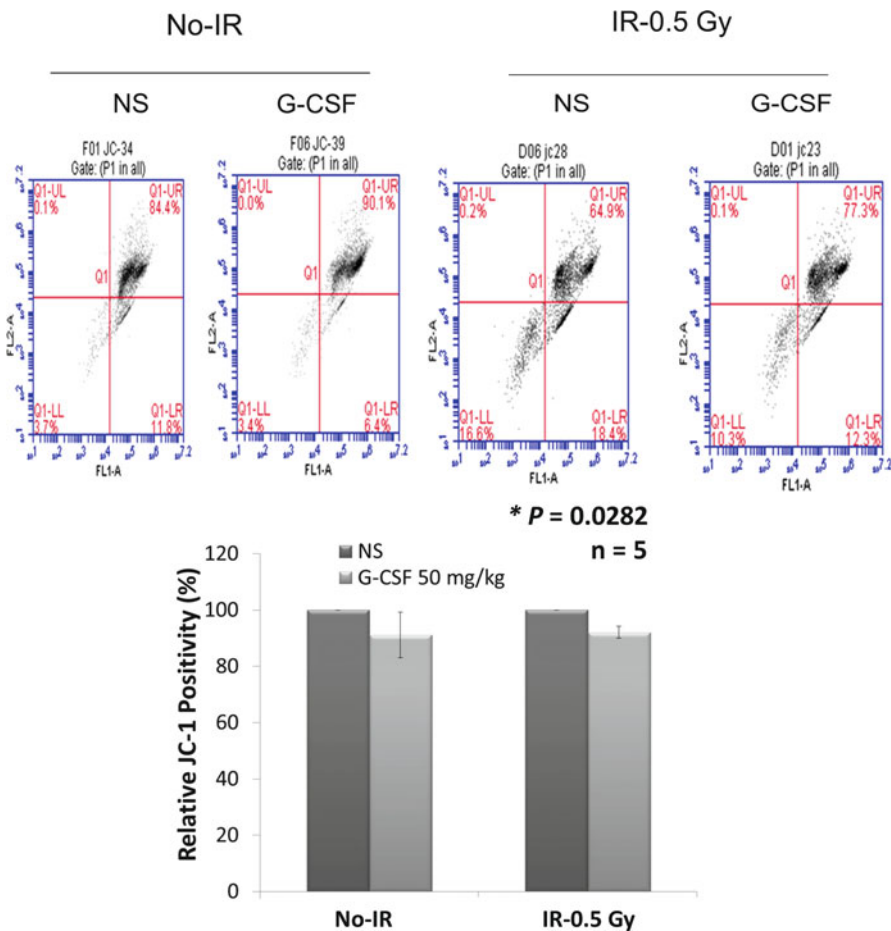 No-IR
IR-0.5 Gy
NS
G-CSF
NS
G-CSF
F01 JC-34
Gate: (P1 in all)
Q1-UL
0.1%
Q1-UR
84.4%
Q1
Q1-LL
3.7%
Q1-LR
11.8%
FL2-A
FL1-A
F06 JC-39
Gate: (P1 in all)
Q1-UL
0.0%
Q1-UR
90.1%
Q1
Q1-LL
3.4%
Q1-LR
6.4%
FL2-A
FL1-A
D06 jc28
Gate: (P1 in all)
Q1-UL
0.2%
Q1-UR
64.9%
Q1
Q1-LL
16.6%
Q1-LR
18.4%
FL2-A
FL1-A
D01 jc23
Gate: (P1 in all)
Q1-UL
0.1%
Q1-UR
77.3%
Q1
Q1-LL
10.3%
Q1-LR
12.3%
FL2-A
FL1-A
* P = 0.0282
n = 5
NS
G-CSF 50 mg/kg
Relative JC-1 Positivity (%)
120
100
80
60
40
20
0
No-IR
IR-0.5 Gy